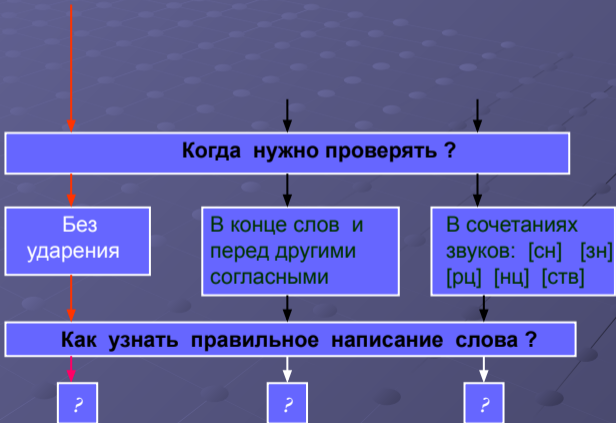 Когда нужно проверять ?
Без
ударения
В конце слов и
перед другими
согласными
В сочетаниях
звуков: [сн] [зн]
[рц] [нц] [ств]
Как узнать правильное написание слова ?
?
?
?